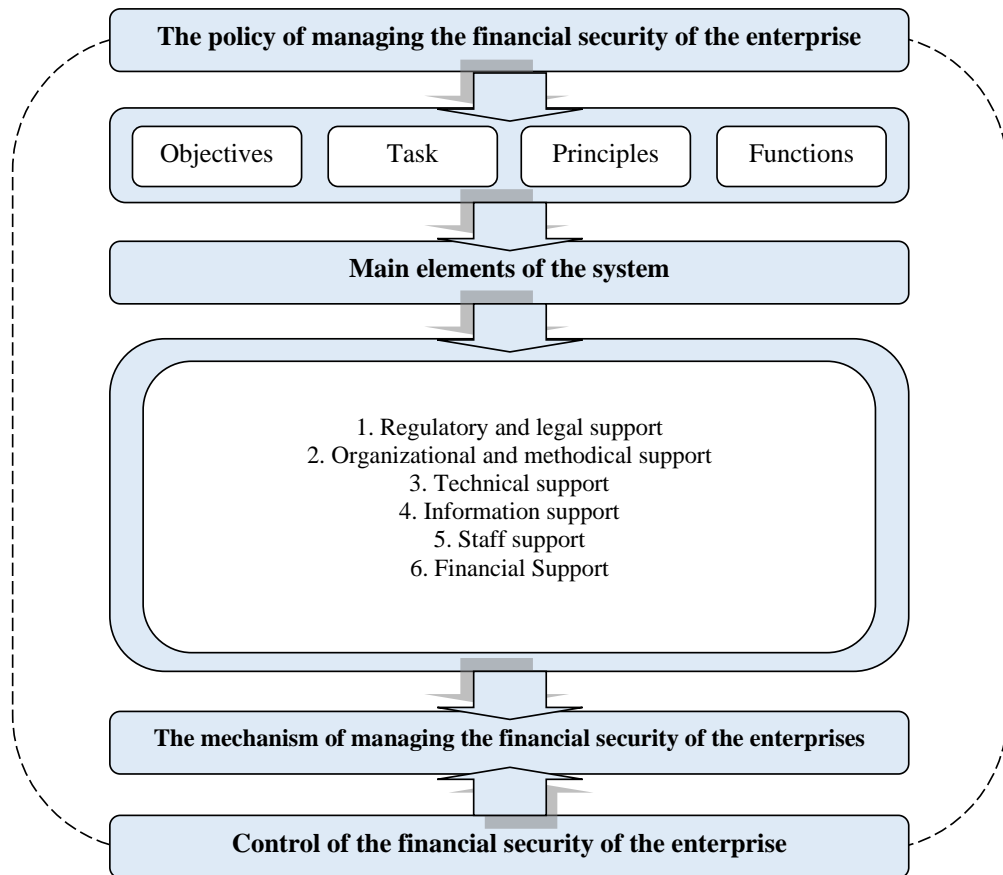 The policy of managing the financial security of the enterprise
Objectives
Task
Principles
Functions
Main elements of the system
1. Regulatory and legal support
2. Organizational and methodical support
3. Technical support
4. Information support
5. Staff support
6. Financial Support
The mechanism of managing the financial security of the enterprises
Control of the financial security of the enterprise